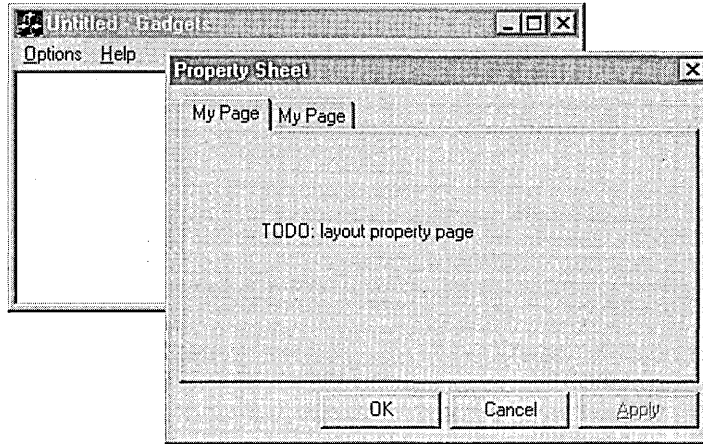 Untitled - Gadgets
Options Help
Property Sheet
My Page My Page
TODO: layout property page
OK Cancel Apply